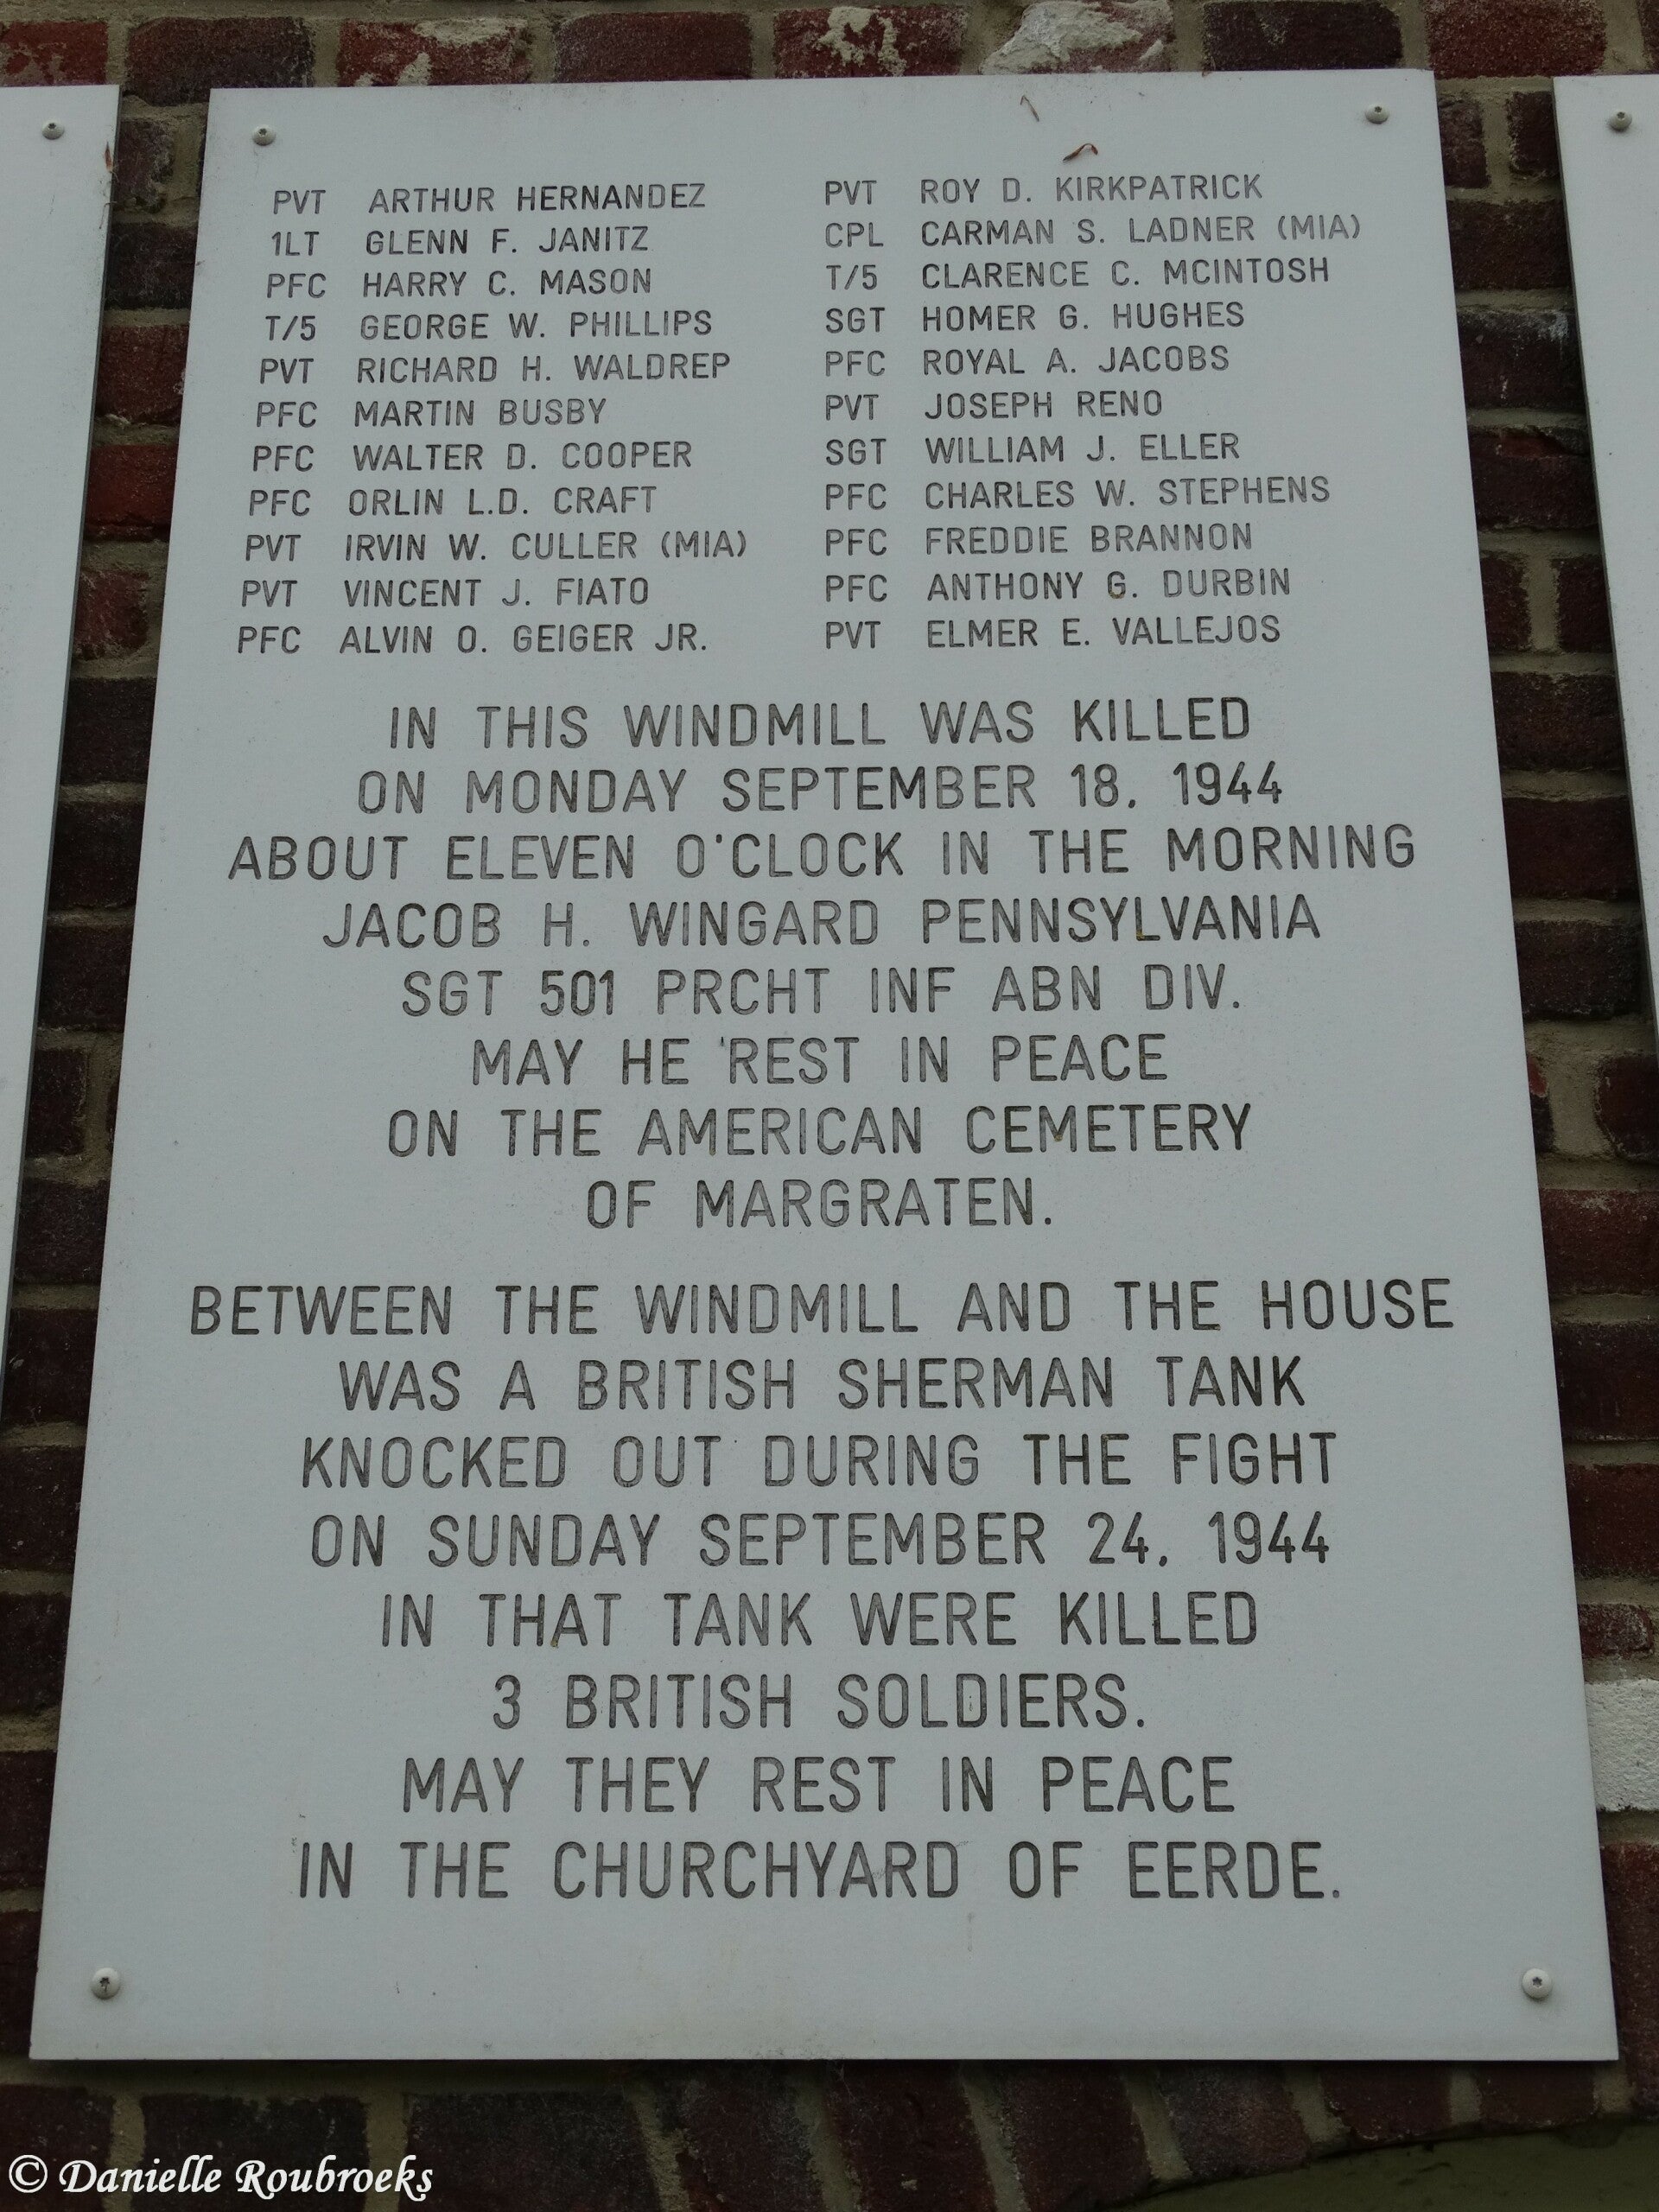 PVT ARTHUR HERNANDEZ PVT ROY D. KIRKPATRICK
1LT GLENN F. JANITZ CPL CARMAN S. LADNER (MIA)
PFC HARRY C. MASON T/5 CLARENCE C. MCINTOSH
T/5 GEORGE W. PHILLIPS SGT HOMER G. HUGHES
PVT RICHARD H. WALDREP PFC ROYAL A. JACOBS
PFC MARTIN BUSBY PVT JOSEPH RENO
PFC WALTER D. COOPER SGT WILLIAM J. ELLER
PFC ORLIN L.D. CRAFT PFC CHARLES W. STEPHENS
PVT IRVIN W. CULLER (MIA) PFC FREDDIE BRANNON
PVT VINCENT J. FIATO PFC ANTHONY G. DURBIN
PFC ALVIN O. GEIGER JR. PVT ELMER E. VALLEJOS
IN THIS WINDMILL WAS KILLED
ON MONDAY SEPTEMBER 18, 1944
ABOUT ELEVEN O'CLOCK IN THE MORNING
JACOB H. WINGARD PENNSYLVANIA
SGT 501 PRCHT INF ABN DIV.
MAY HE REST IN PEACE
ON THE AMERICAN CEMETERY
OF MARGRATEN.
BETWEEN THE WINDMILL AND THE HOUSE
WAS A BRITISH SHERMAN TANK
KNOCKED OUT DURING THE FIGHT
ON SUNDAY SEPTEMBER 24, 1944
IN THAT TANK WERE KILLED
3 BRITISH SOLDIERS.
MAY THEY REST IN PEACE
IN THE CHURCHYARD OF EERDE.
© Danielle Roubroeks